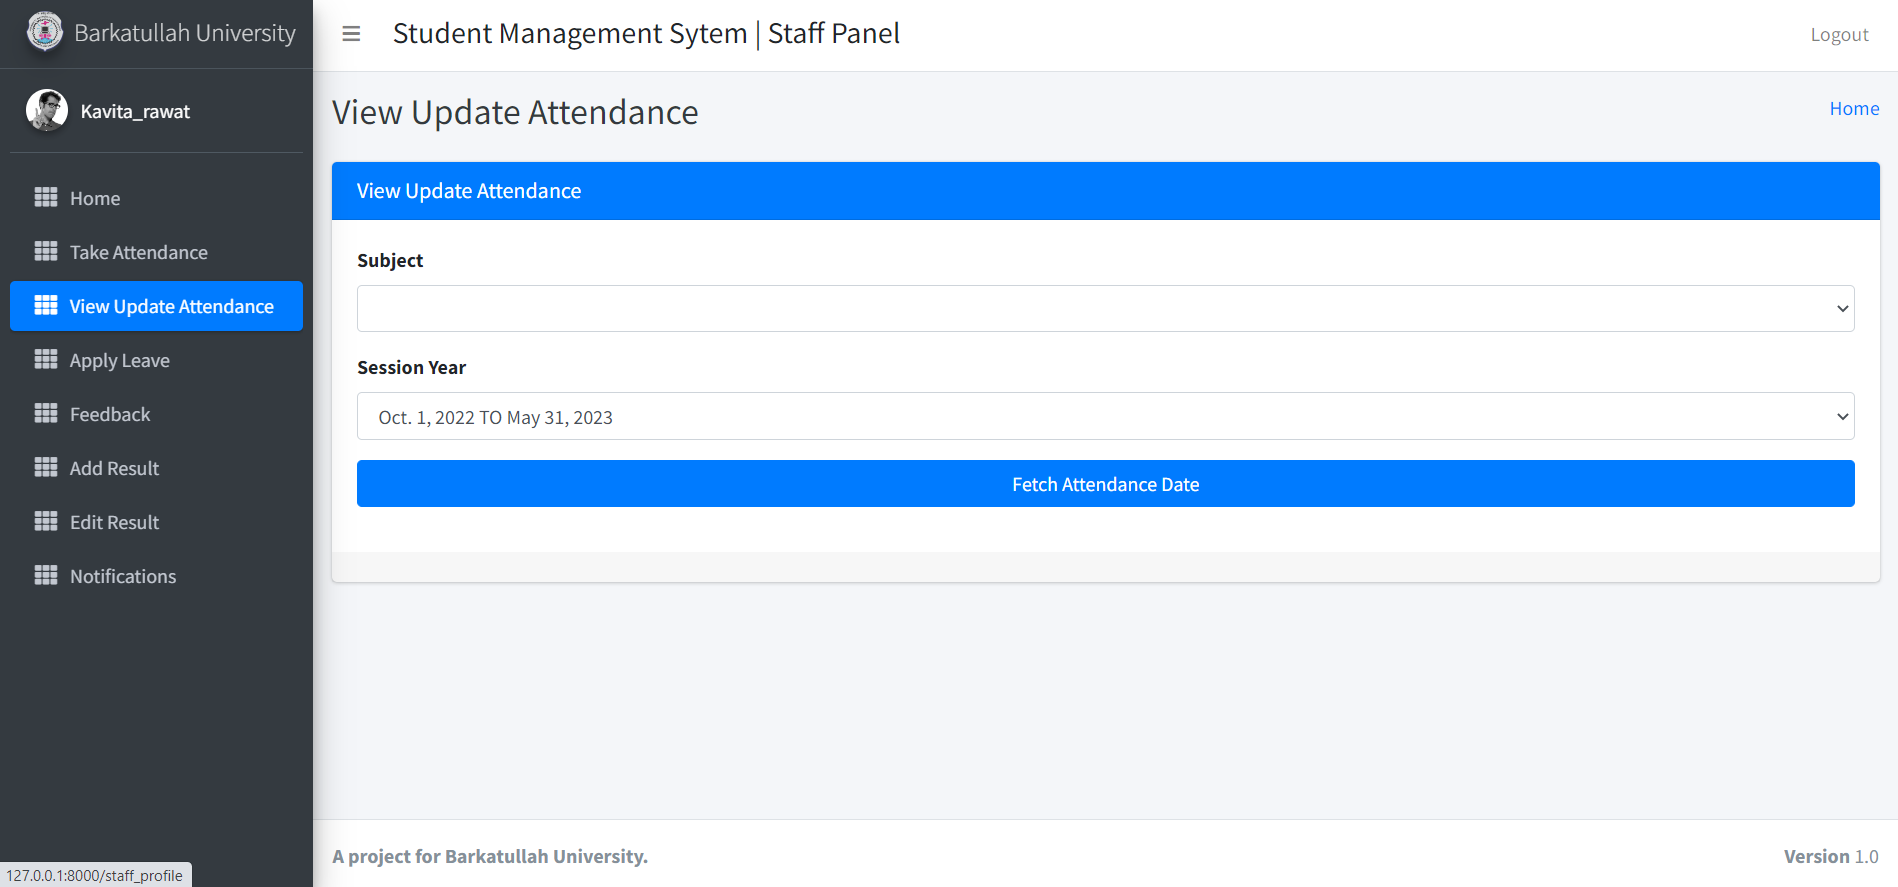 Barkatullah University
Student Management Sytem | Staff Panel
Logout
Kavita_rawat
Home
Take Attendance
View Update Attendance
Apply Leave
Feedback
Add Result
Edit Result
Notifications
View Update Attendance
Home
View Update Attendance
Subject
Session Year
Oct. 1, 2022 TO May 31, 2023
Fetch Attendance Date
A project for Barkatullah University.
Version 1.0
127.0.0.1:8000/staff_profile